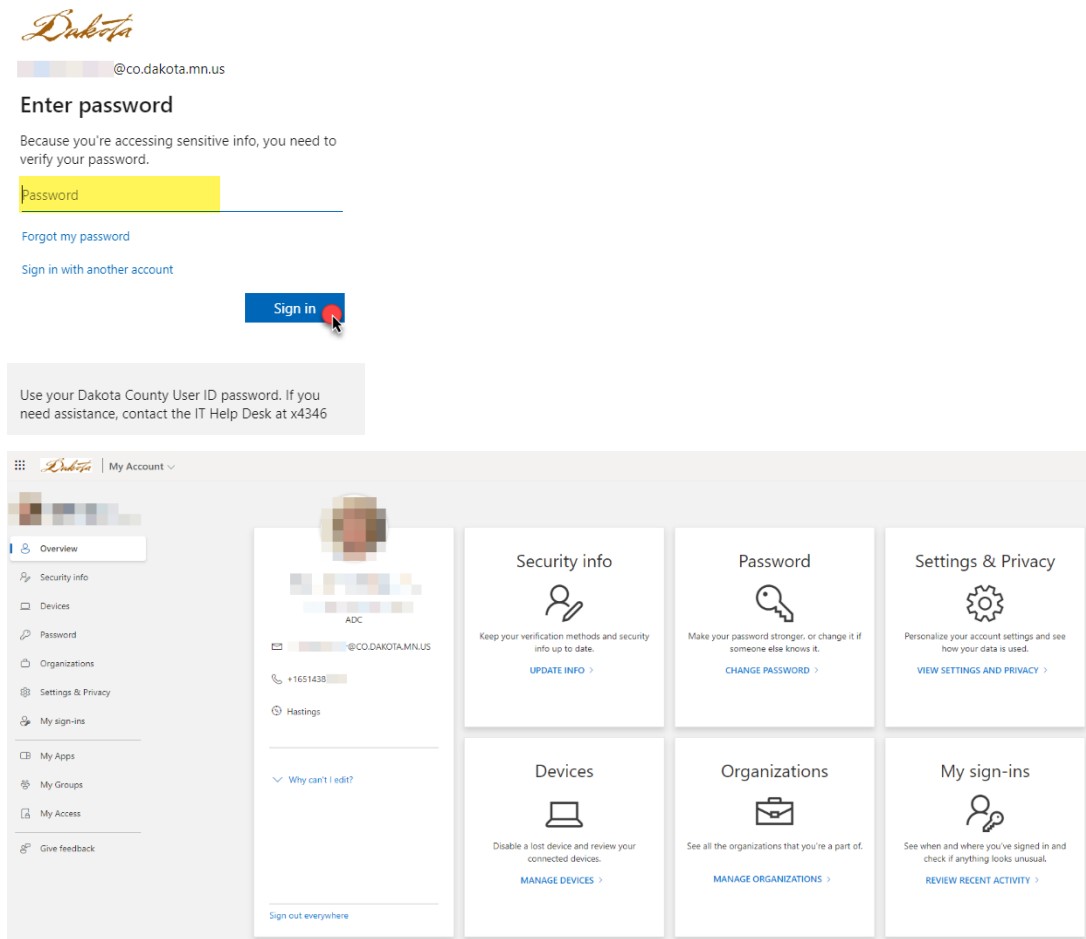 Dakota
@co.dakota.mn.us
Enter password
Because you're accessing sensitive info, you need to
verify your password.
Password
Forgot my password
Sign in with another account
Sign in
Use your Dakota County User ID password. If you
need assistance, contact the IT Help Desk at x4346
Dakota My Account
Overview
Security info
Devices
Password
Organizations
Settings & Privacy
My sign-ins
My Apps
My Groups
My Access
Give feedback
ADC
@CO.DAKOTA.MN.US
+1651438
Hastings
Why can't I edit?
Sign out everywhere
Security info
Keep your verification methods and security
info up to date.
UPDATE INFO >
Password
Make your password stronger, or change it if
someone else knows it.
CHANGE PASSWORD >
Settings & Privacy
Personalize your account settings and see
how your data is used.
VIEW SETTINGS AND PRIVACY >
Devices
Disable a lost device and review your
connected devices.
MANAGE DEVICES >
Organizations
See all the organizations that you're a part of.
MANAGE ORGANIZATIONS >
My sign-ins
See when and where you've signed in and
check if anything looks unusual.
REVIEW RECENT ACTIVITY >